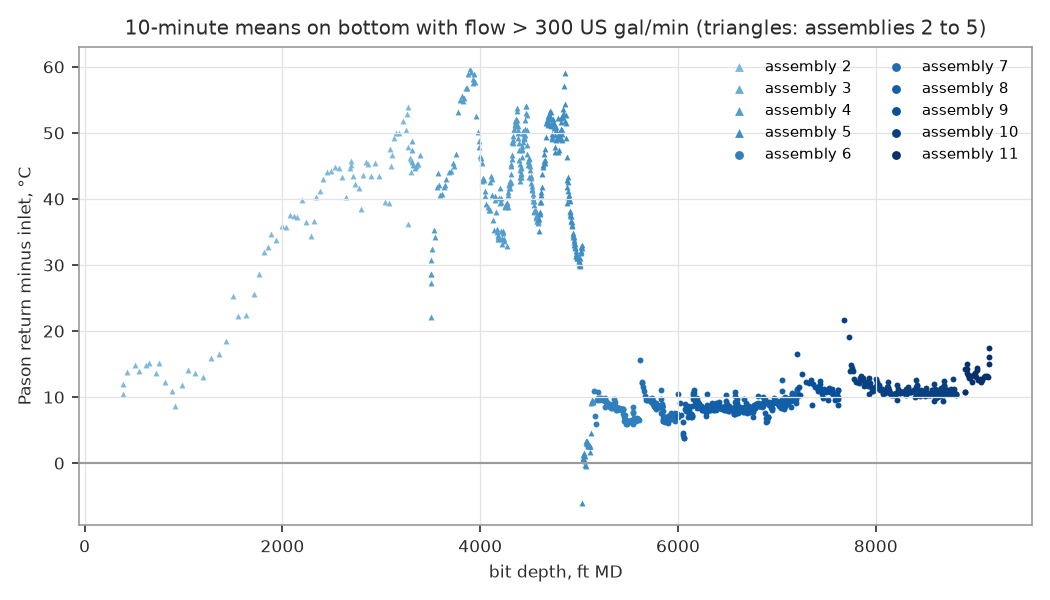 10-minute means on bottom with flow > 300 US gal/min (triangles: assemblies 2 to 5)
Pason return minus inlet, °C
60
50
40
30
20
10
0
assembly 2
assembly 3
assembly 4
assembly 5
assembly 6
assembly 7
assembly 8
assembly 9
assembly 10
assembly 11
0
2000
4000
6000
8000
bit depth, ft MD